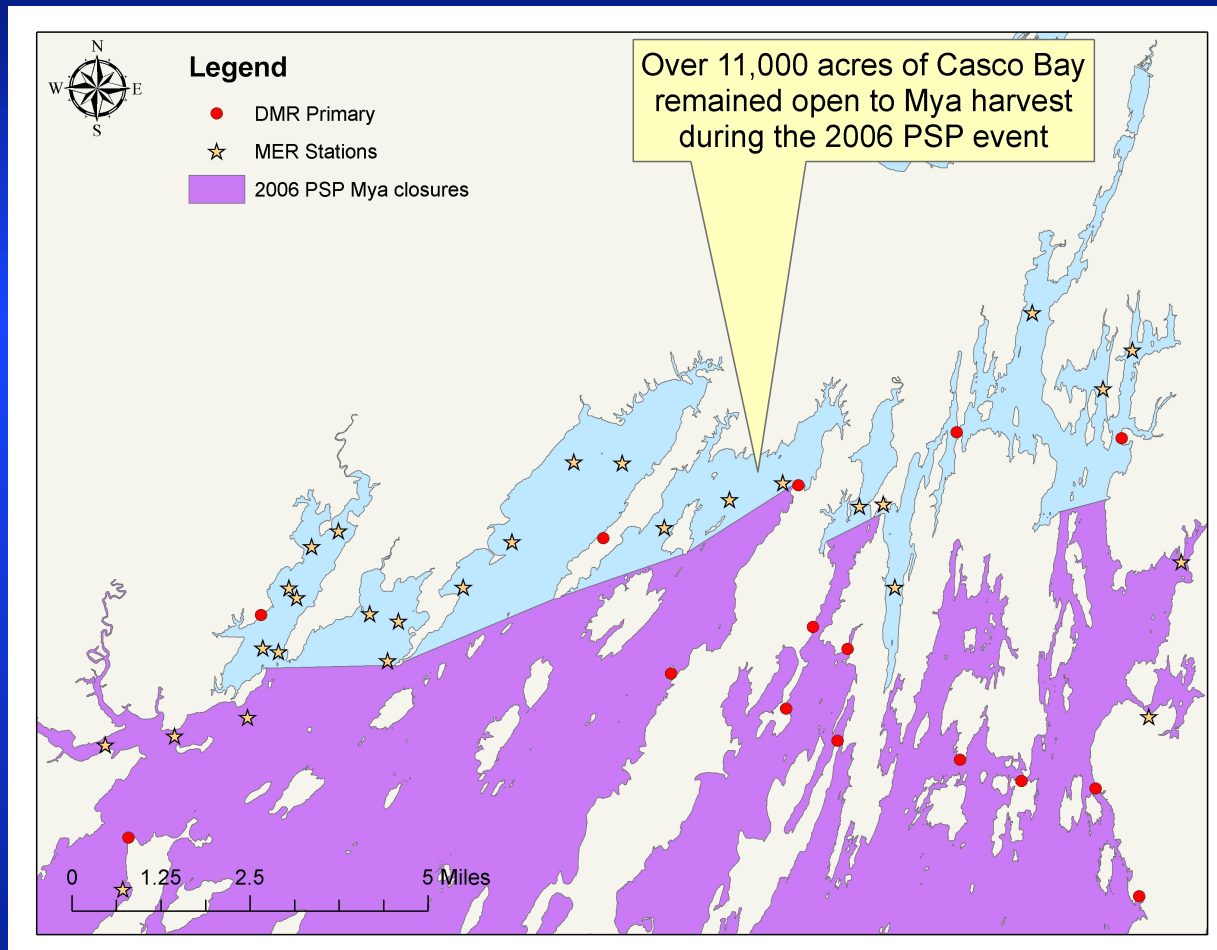 N
W E
S
Legend
DMR Primary
MER Stations
2006 PSP Mya closures
Over 11,000 acres of Casco Bay
remained open to Mya harvest
during the 2006 PSP event
0 1.25 2.5 5 Miles